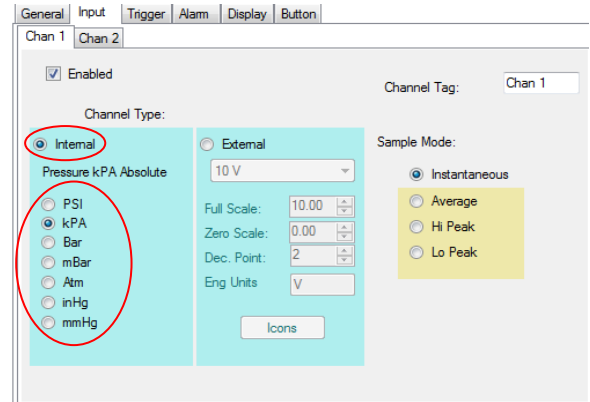 General Input Trigger Alarm Display Button
Chan 1 Chan 2
Enabled
Channel Tag: Chan 1
Channel Type:
Internal
Pressure kPA Absolute
PSI
kPA
Bar
mBar
Atm
inHg
mmHg
External
10 V
Full Scale: 10.00
Zero Scale: 0.00
Dec. Point: 2
Eng Units V
Icons
Sample Mode:
Instantaneous
Average
Hi Peak
Lo Peak